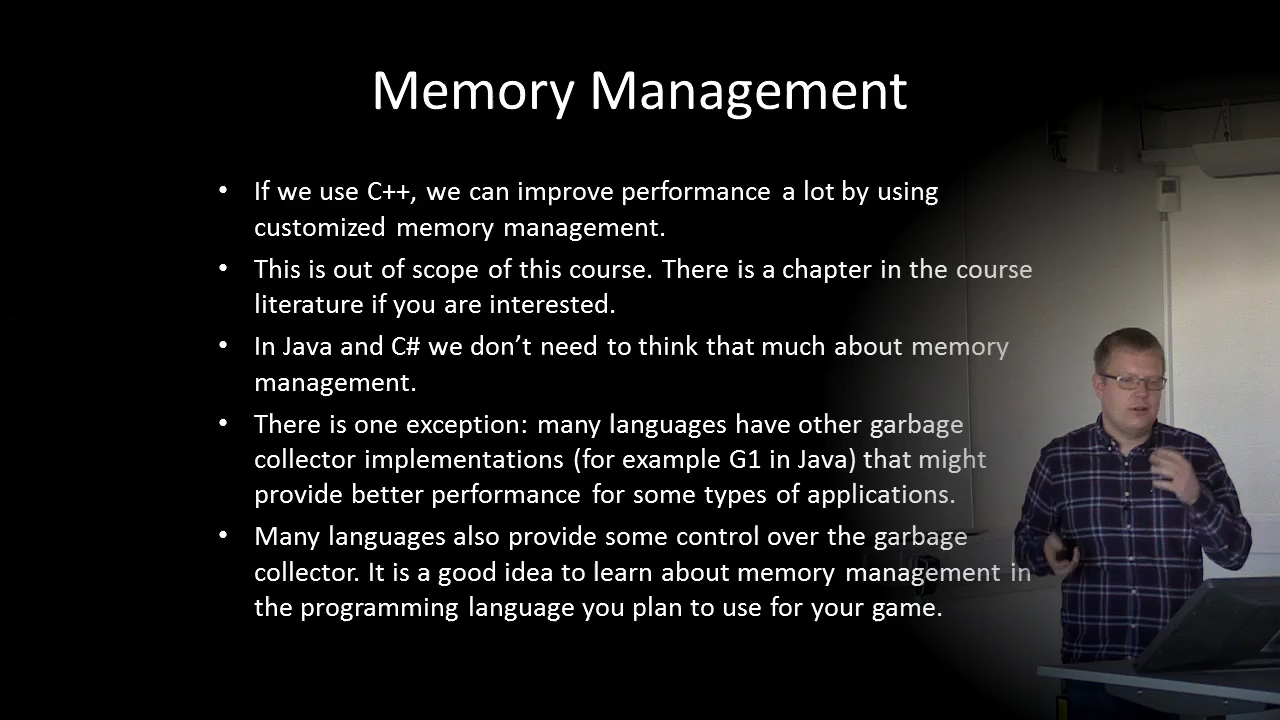 Memory Management
• If we use C++, we can improve performance a lot by using
customized memory management.
• This is out of scope of this course. There is a chapter in the course
literature if you are interested.
• In Java and C# we don’t need to think that much about memory
management.
• There is one exception: many languages have other garbage
collector implementations (for example G1 in Java) that might
provide better performance for some types of applications.
• Many languages also provide some control over the garbage
collector. It is a good idea to learn about memory management in
the programming language you plan to use for your game.